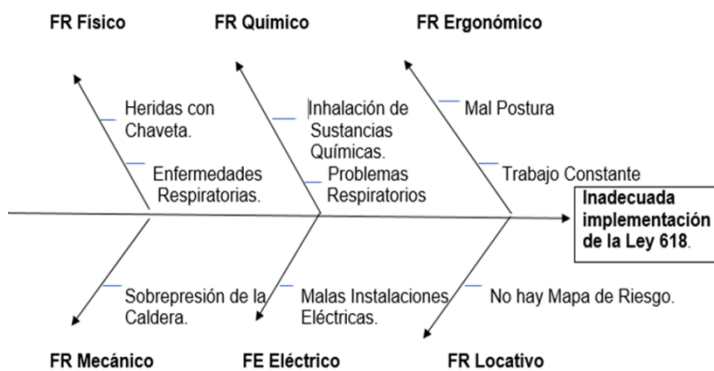 FR Físico
FR Químico
FR Ergonómico
Heridas con
Chaveta.
Enfermedades
Respiratorias.
Inhalación de
Sustancias
Químicas.
Problemas
Respiratorios
Mal Postura
Trabajo Constante
Inadecuada
implementación
de la Ley 618.
Sobrepresión de la
Caldera.
Malas Instalaciones
Eléctricas.
No hay Mapa de Riesgo.
FR Mecánico
FE Eléctrico
FR Locativo